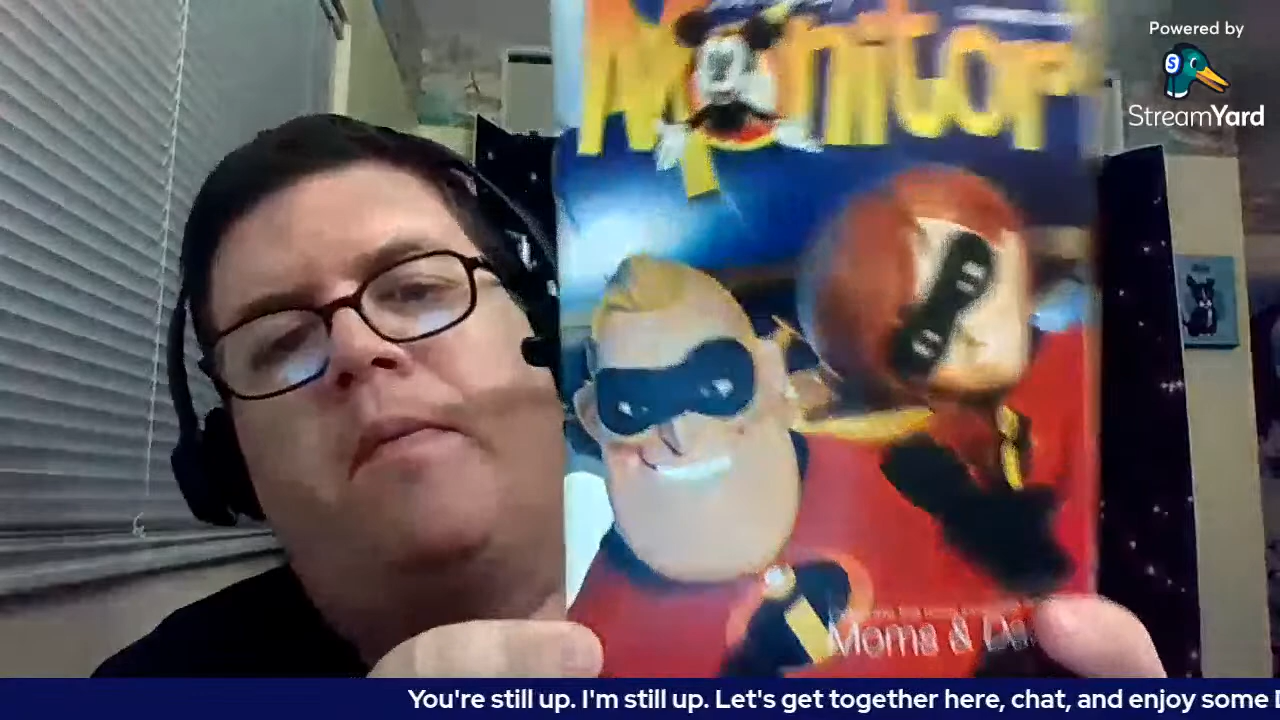 Powered by
StreamYard
Monitor
Moms &
You're still up. I'm still up. Let's get together here, chat, and enjoy some